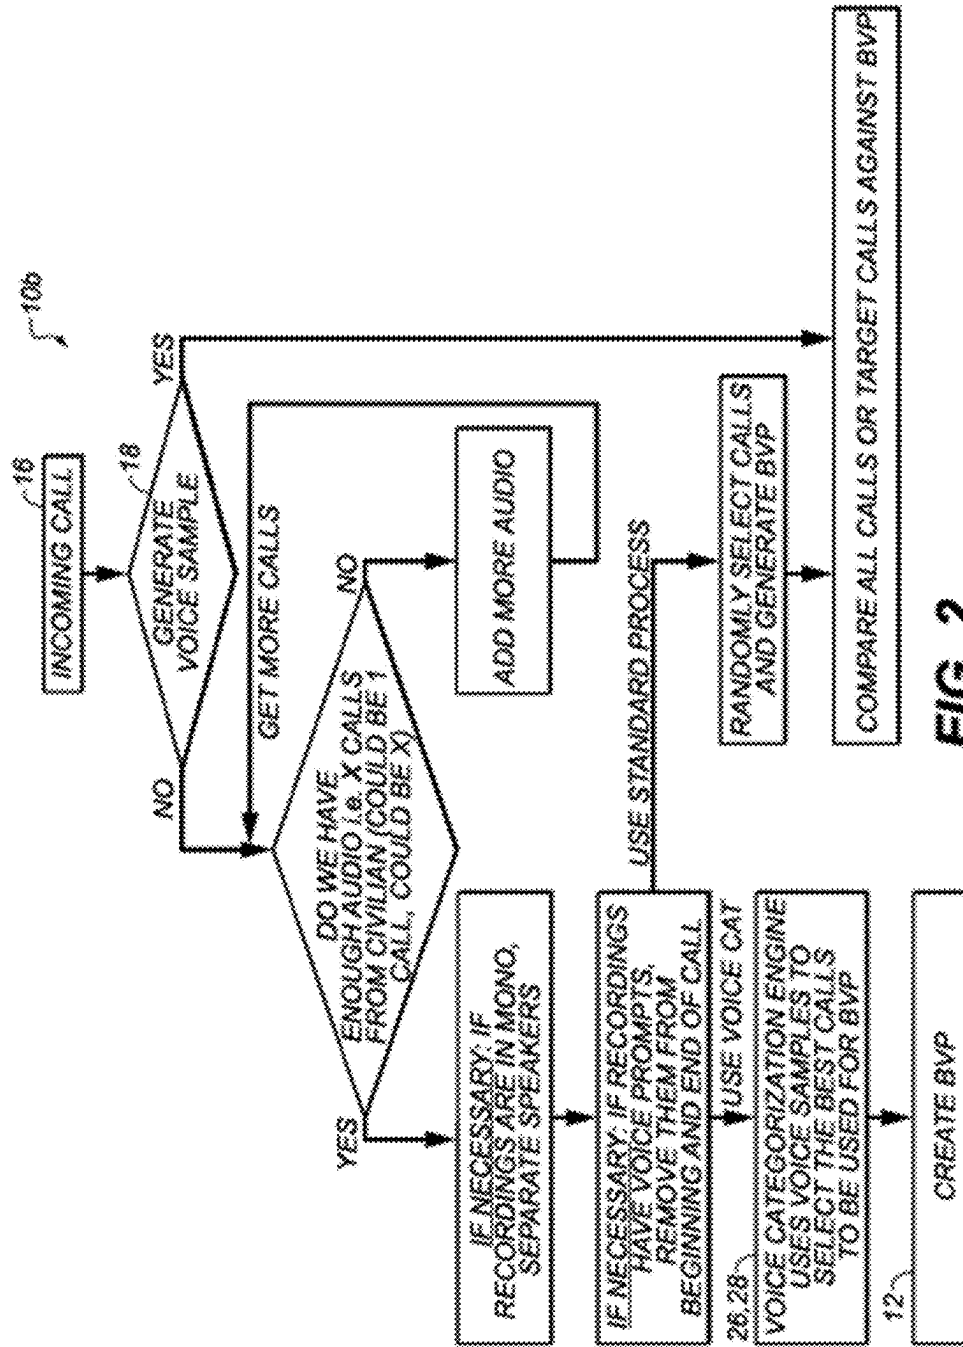 10b
16
INCOMING CALL
18
GENERATE
VOICE SAMPLE
YES
NO
GET MORE CALLS
DO WE HAVE
ENOUGH AUDIO i.e. X CALLS
FROM CIVILIAN (COULD BE 1
CALL, COULD BE X)
NO
YES
ADD MORE AUDIO
IF NECESSARY: IF
RECORDINGS ARE IN MONO,
SEPARATE SPEAKERS
IF NECESSARY: IF RECORDINGS
HAVE VOICE PROMPTS,
REMOVE THEM FROM
BEGINNING AND END OF CALL
USE STANDARD PROCESS
USE VOICE CAT
RANDOMLY SELECT CALLS
AND GENERATE BVP
26,28
VOICE CATEGORIZATION ENGINE
USES VOICE SAMPLES TO
SELECT THE BEST CALLS
TO BE USED FOR BVP
COMPARE ALL CALLS OR TARGET CALLS AGAINST BVP
12
CREATE BVP
FIG. 2